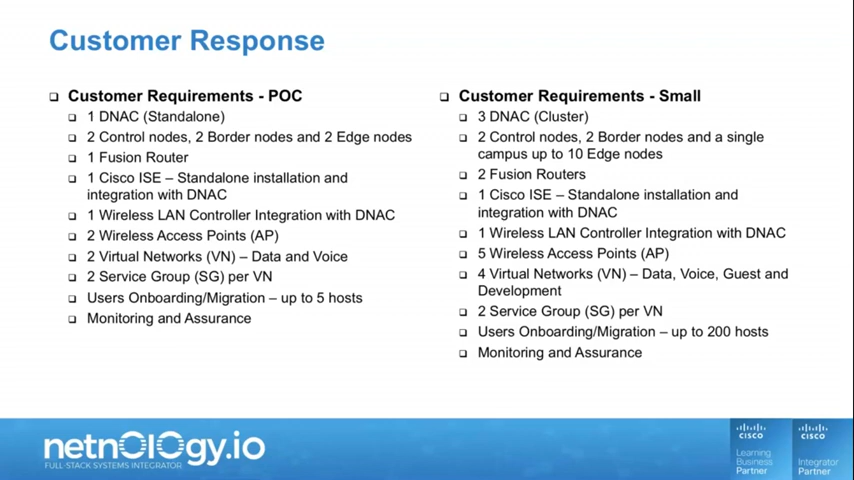 Customer Response
Customer Requirements - POC
1 DNAC (Standalone)
2 Control nodes, 2 Border nodes and 2 Edge nodes
1 Fusion Router
1 Cisco ISE – Standalone installation and
integration with DNAC
1 Wireless LAN Controller Integration with DNAC
2 Wireless Access Points (AP)
2 Virtual Networks (VN) – Data and Voice
2 Service Group (SG) per VN
Users Onboarding/Migration – up to 5 hosts
Monitoring and Assurance
Customer Requirements - Small
3 DNAC (Cluster)
2 Control nodes, 2 Border nodes and a single
campus up to 10 Edge nodes
2 Fusion Routers
1 Cisco ISE – Standalone installation and
integration with DNAC
1 Wireless LAN Controller Integration with DNAC
5 Wireless Access Points (AP)
4 Virtual Networks (VN) – Data, Voice, Guest and
Development
2 Service Group (SG) per VN
Users Onboarding/Migration – up to 200 hosts
Monitoring and Assurance
netnology.io
FULL-STACK SYSTEMS INTEGRATOR
CISCO
Learning
Business
Partner
CISCO
Integrator
Partner